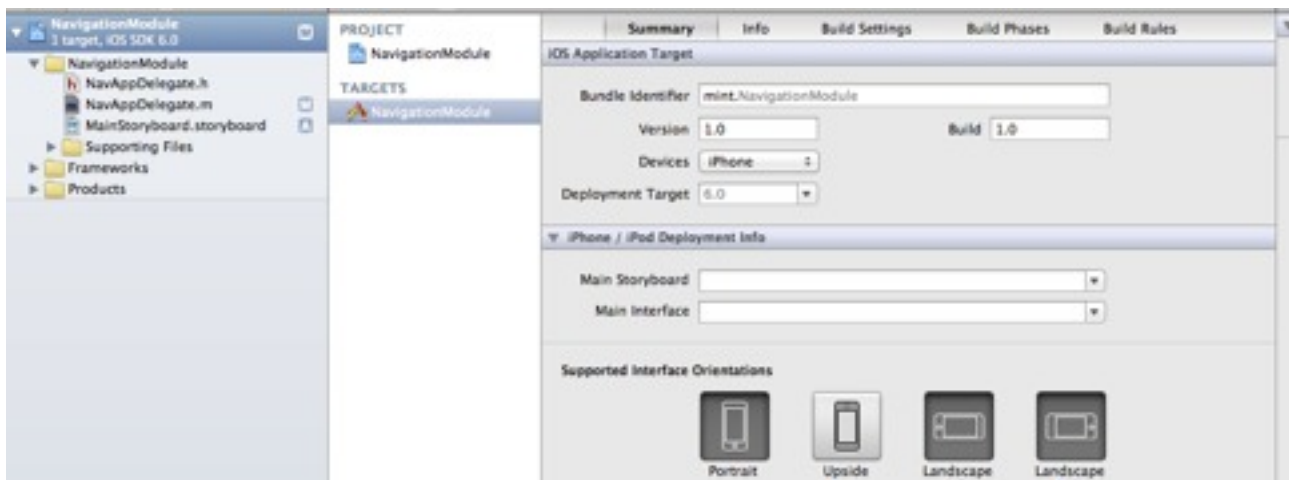 NavigationModule
1 target, iOS SDK 6.0
NavigationModule
NavAppDelegate.h
NavAppDelegate.m
MainStoryboard.storyboard
Supporting Files
Frameworks
Products
PROJECT
NavigationModule
TARGETS
NavigationModule
Summary Info Build Settings Build Phases Build Rules
iOS Application Target
Bundle Identifier mint.NavigationModule
Version 1.0 Build 1.0
Devices iPhone
Deployment Target 6.0
iPhone / iPod Deployment Info
Main Storyboard
Main Interface
Supported Interface Orientations
Portrait Upside Landscape Landscape